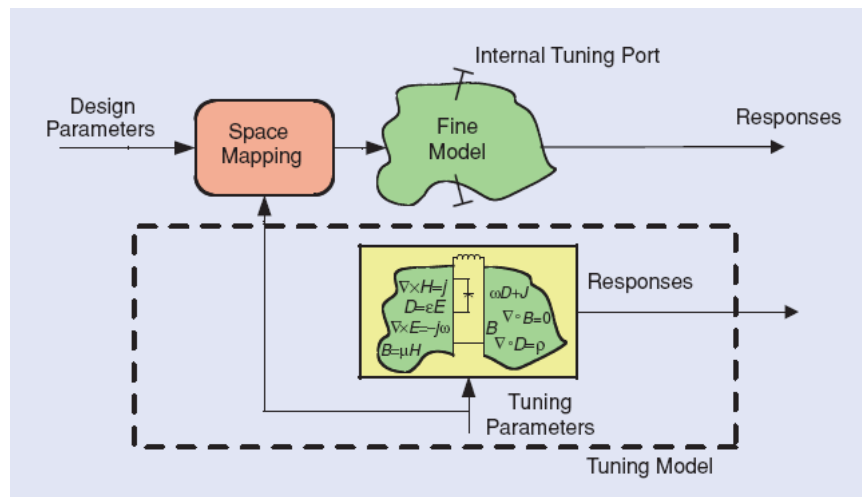 Internal Tuning Port
Design
Parameters
Space
Mapping
Fine
Model
Responses
Responses
∇×H=j
D=εE
∇×E=–jω
B=μH
ωD+J
∇∘B=0
B
∇∘D=ρ
Tuning
Parameters
Tuning Model